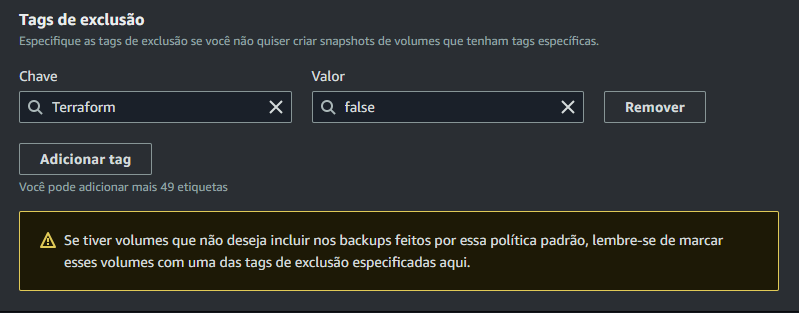 Tags de exclusão
Especifique as tags de exclusão se você não quiser criar snapshots de volumes que tenham tags específicas.
Chave
Valor
Terraform
false
Remover
Adicionar tag
Você pode adicionar mais 49 etiquetas
Se tiver volumes que não deseja incluir nos backups feitos por essa política padrão, lembre-se de marcar
esses volumes com uma das tags de exclusão especificadas aqui.